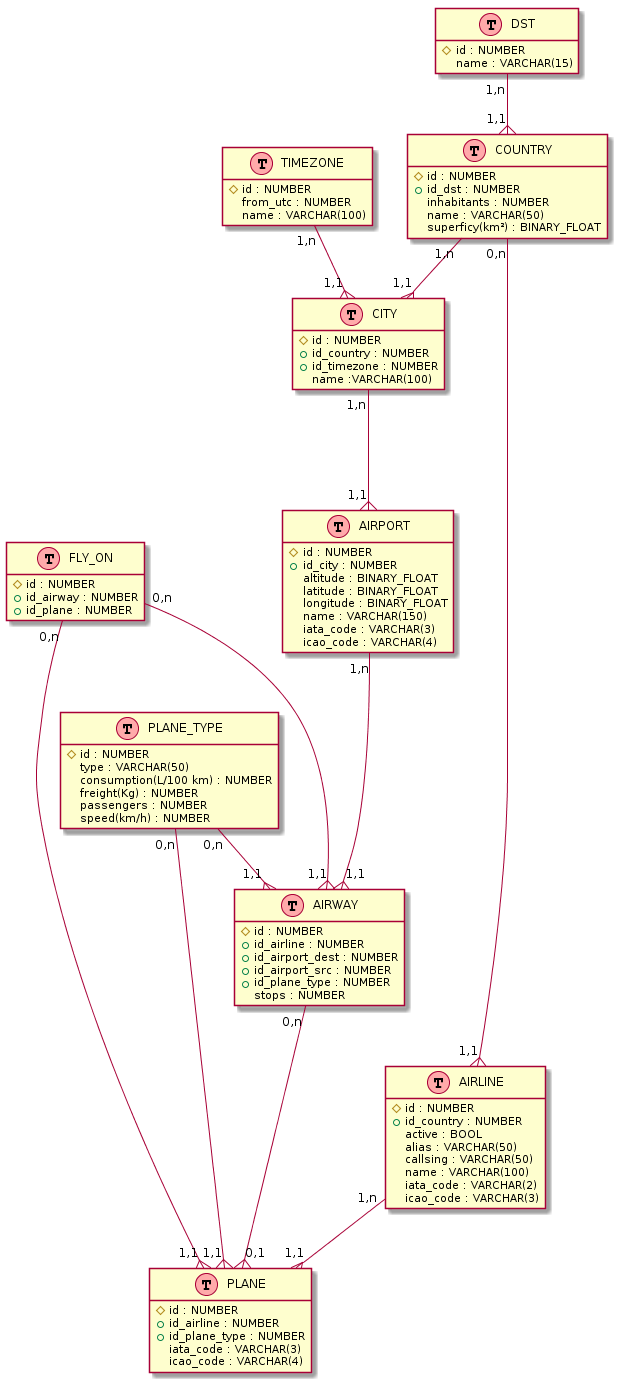 T DST
id : NUMBER
name : VARCHAR(15)
1,n
1,1
T COUNTRY
id : NUMBER
id_dst : NUMBER
inhabitants : NUMBER
name : VARCHAR(50)
superficy(km²) : BINARY_FLOAT
T TIMEZONE
id : NUMBER
from_utc : NUMBER
name : VARCHAR(100)
1,n
1,n
0,n
1,1
1,1
T CITY
id : NUMBER
id_country : NUMBER
id_timezone : NUMBER
name :VARCHAR(100)
1,n
1,1
T AIRPORT
id : NUMBER
id_city : NUMBER
altitude : BINARY_FLOAT
latitude : BINARY_FLOAT
longitude : BINARY_FLOAT
name : VARCHAR(150)
iata_code : VARCHAR(3)
icao_code : VARCHAR(4)
1,n
T FLY_ON
id : NUMBER
id_airway : NUMBER
id_plane : NUMBER
0,n
0,n
T PLANE_TYPE
id : NUMBER
type : VARCHAR(50)
consumption(L/100 km) : NUMBER
freight(Kg) : NUMBER
passengers : NUMBER
speed(km/h) : NUMBER
0,n
0,n
1,1
1,1
1,1
T AIRWAY
id : NUMBER
id_airline : NUMBER
id_airport_dest : NUMBER
id_airport_src : NUMBER
id_plane_type : NUMBER
stops : NUMBER
0,n
1,1
T AIRLINE
id : NUMBER
id_country : NUMBER
active : BOOL
alias : VARCHAR(50)
callsing : VARCHAR(50)
name : VARCHAR(100)
iata_code : VARCHAR(2)
icao_code : VARCHAR(3)
1,n
1,1
1,1
0,1
1,1
T PLANE
id : NUMBER
id_airline : NUMBER
id_plane_type : NUMBER
iata_code : VARCHAR(3)
icao_code : VARCHAR(4)